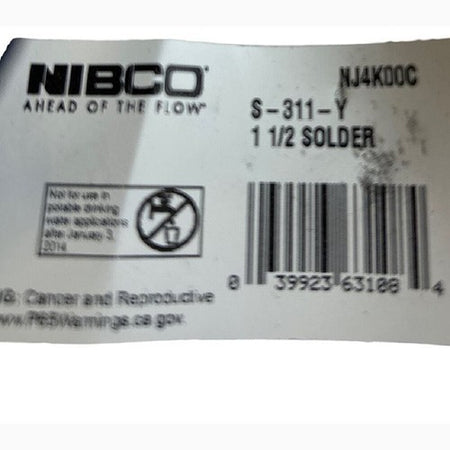 NIBCO
AHEAD OF THE FLOW
NJ4K00C
S-311-Y
1 1/2 SOLDER
Not for use in
potable drinking
water applications
after January 3,
2014
0 39923 63108 4
Cancer and Reproductive
www.P65Warnings.ca.gov